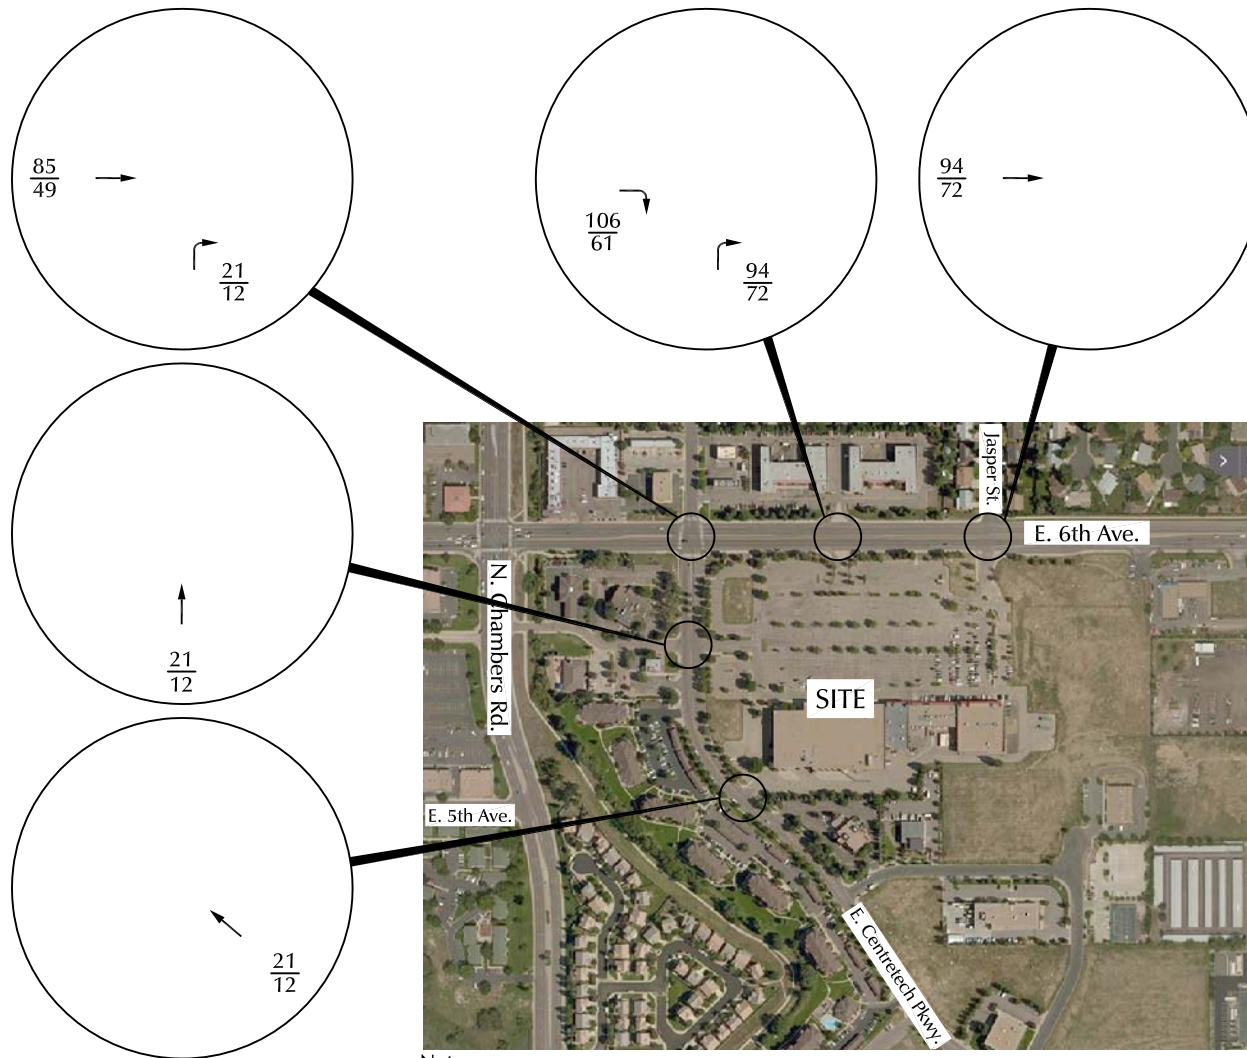 85
49
21
12
106
61
94
72
94
72
21
12
21
12
Jasper St.
E. 6th Ave.
N. Chambers Rd.
SITE
E. 5th Ave.
E. Centretech Pkwy.